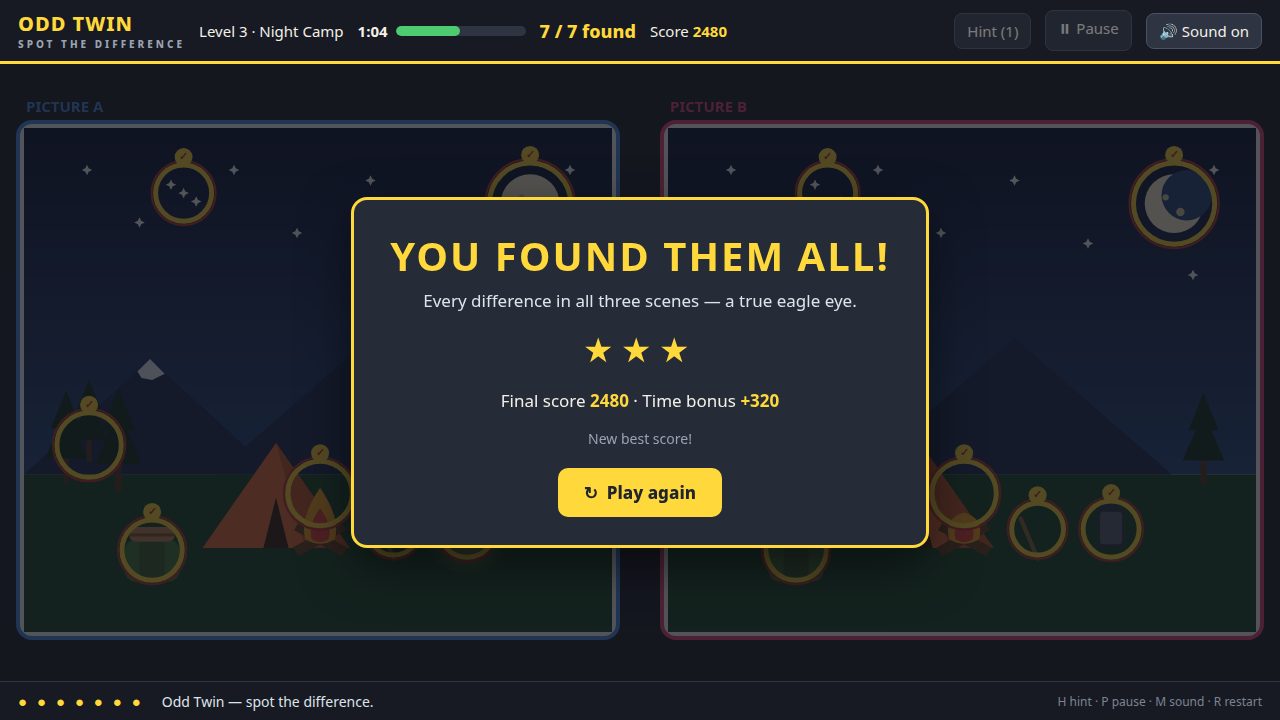 ODD TWIN
SPOT THE DIFFERENCE
Level 3 · Night Camp 1:04 7 / 7 found Score 2480
Hint (1) ⏸ Pause 🔊 Sound on
PICTURE A PICTURE B
YOU FOUND THEM ALL!
Every difference in all three scenes — a true eagle eye.
★ ★ ★
Final score 2480 · Time bonus +320
New best score!
↻ Play again
Odd Twin — spot the difference.
H hint · P pause · M sound · R restart